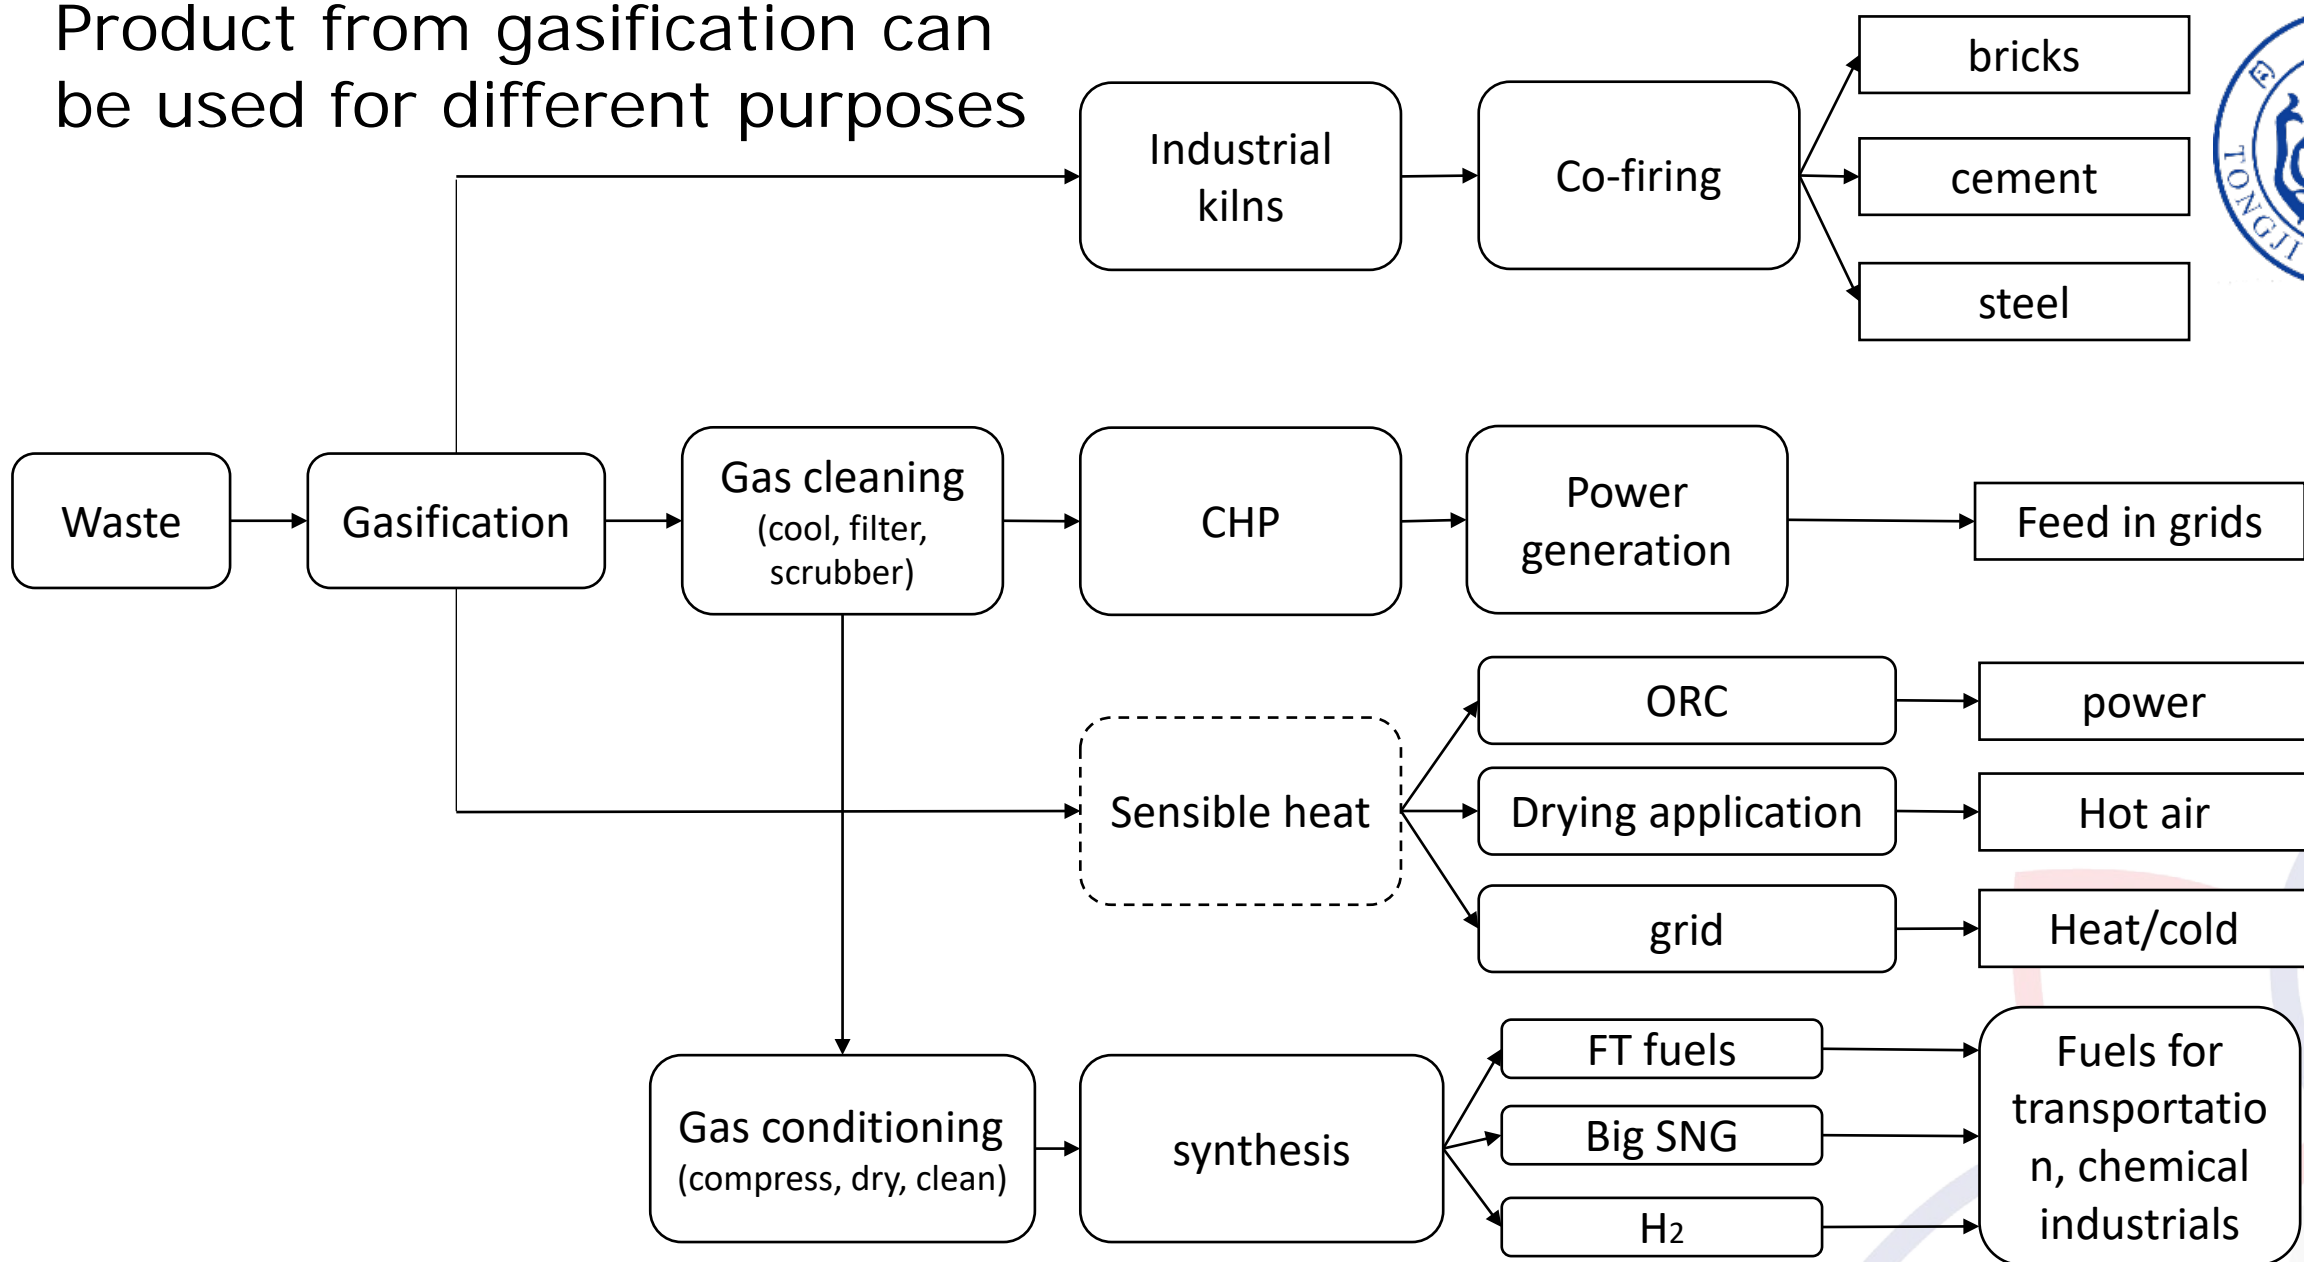 Product from gasification can
be used for different purposes
Industrial
kilns
Co-firing
bricks
cement
steel
TONGJI
Waste
Gasification
Gas cleaning
(cool, filter,
scrubber)
CHP
Power
generation
Feed in grids
Sensible heat
ORC
power
Drying application
Hot air
grid
Heat/cold
Gas conditioning
(compress, dry, clean)
synthesis
FT fuels
Big SNG
H2
Fuels for
transportatio
n, chemical
industrials